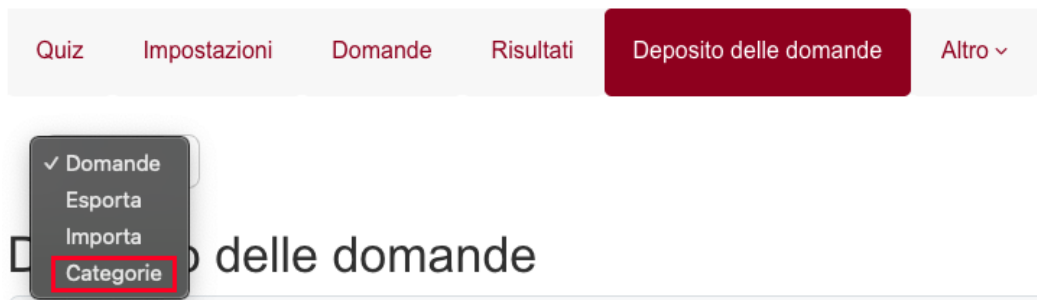 Quiz Impostazioni Domande Risultati Deposito delle domande Altro
Domande
Esporta
Importa
Categorie
delle domande